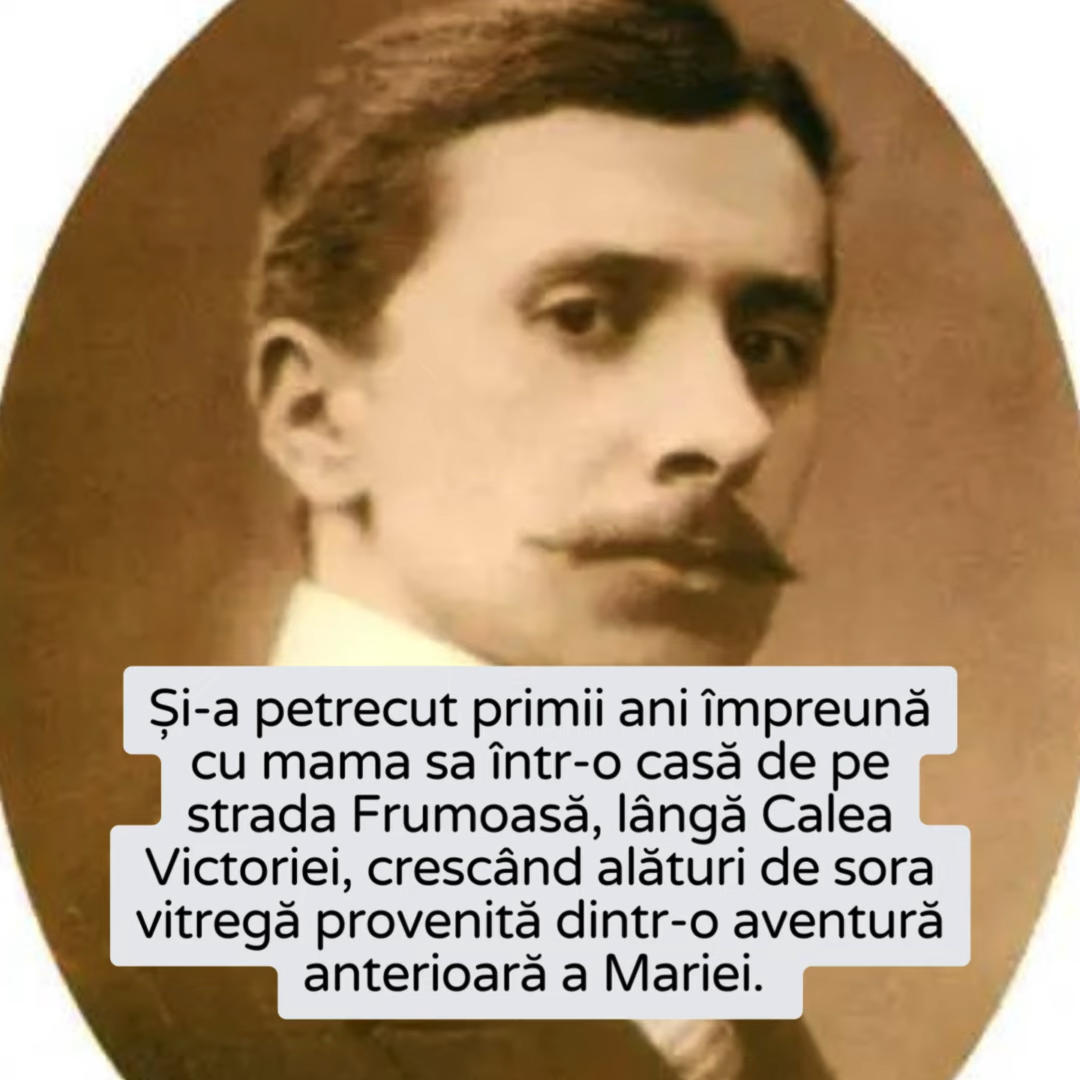 Și-a petrecut primii ani împreună
cu mama sa într-o casă de pe
strada Frumoasă, lângă Calea
Victoriei, crescând alături de sora
vitregă provenită dintr-o aventură
anterioară a Mariei.